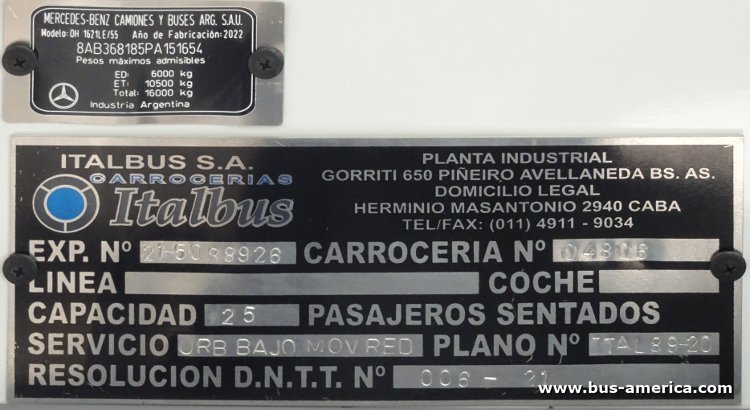 MERCEDES-BENZ CAMIONES Y BUSES ARG. S.A.U.
Modelo: OH 1621LE/55 Año de Fabricación: 2022
8AB368185PA151654
Pesos máximos admisibles
ED: 6000 kg
ET: 10500 kg
Total: 16000 kg
Industria Argentina
ITALBUS S.A.
CARROCERIAS
Italbus
PLANTA INDUSTRIAL
GORRITI 650 PIÑEIRO AVELLANEDA BS. AS.
DOMICILIO LEGAL
HERMINIO MASANTONIO 2940 CABA
TEL/FAX: (011) 4911 - 9034
EXP. Nº 21-5088926 CARROCERIA Nº 04806
LINEA COCHE
CAPACIDAD 25 PASAJEROS SENTADOS
SERVICIO URB BAJO MOV RED PLANO Nº ITAL89-20
RESOLUCION D.N.T.T. Nº 006 - 21
www.bus-america.com